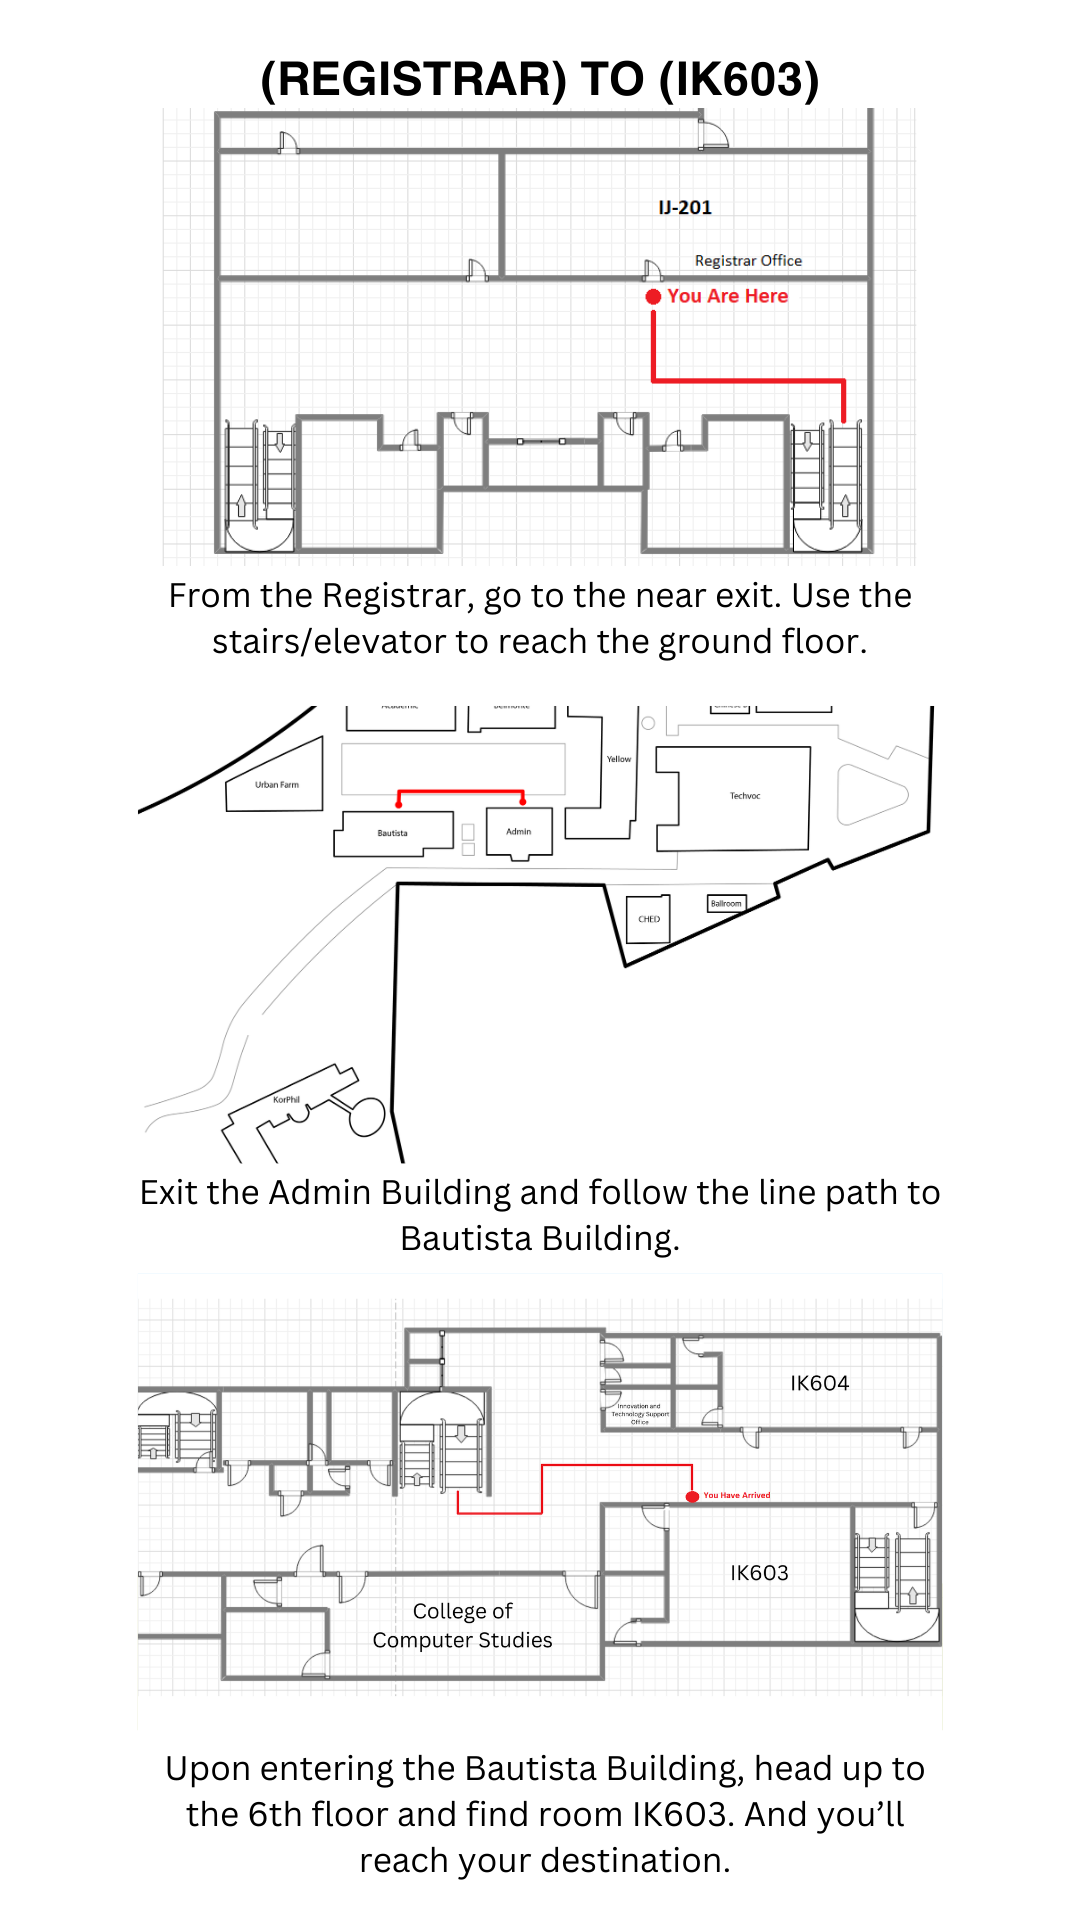 (REGISTRAR) TO (IK603)
IJ-201
Registrar Office
You Are Here
From the Registrar, go to the near exit. Use the
stairs/elevator to reach the ground floor.
Academic
Belmonte
Yellow
Urban Farm
Techvoc
Bautista
Admin
CHED
Ballroom
KorPhil
Exit the Admin Building and follow the line path to
Bautista Building.
IK604
Innovation and
Technology Support
Office
You Have Arrived
IK603
College of
Computer Studies
Upon entering the Bautista Building, head up to
the 6th floor and find room IK603. And you’ll
reach your destination.